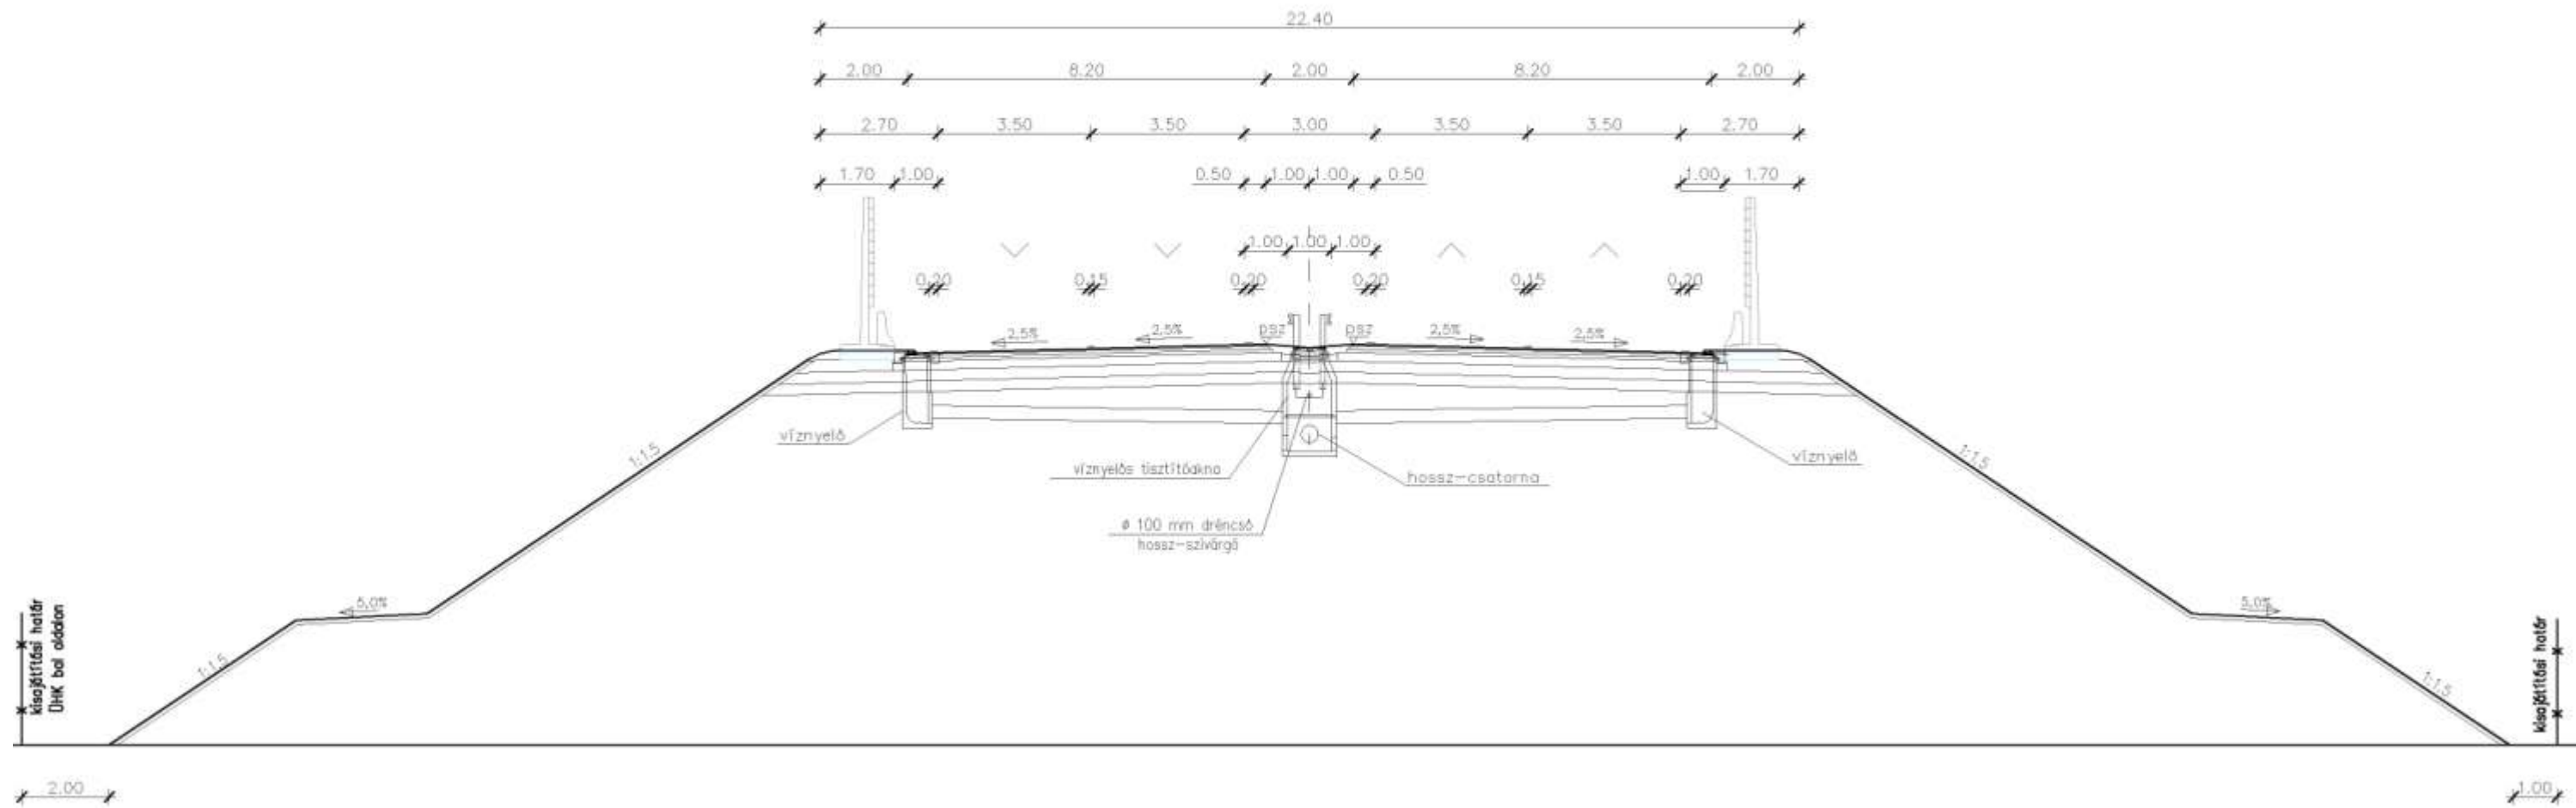 22.40
2.00 8.20 2.00 8.20 2.00
2.70 3.50 3.50 3.00 3.50 3.50 2.70
1.70 1.00 0.50 1.00 1.00 0.50 1.00 1.70
1.00 1.00 1.00
0.20 0.15 0.20 0.20 0.15 0.20
2,5% 2,5% psz psz 2,5% 2,5%
víznyelő
1:1,5
víznyelős tisztítóakna
hossz-csatorna
víznyelő
1:1,5
ø 100 mm dréncső
hossz-szivárgó
5,0%
5,0%
kisajátítási határ
ÜHK bal oldalon
1:1,5
1:1,5
kisajátítási határ
2.00
1.00